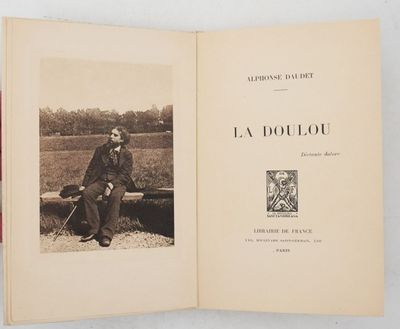 ALPHONSE DAUDET
LA DOULOU
Dictante dolore
LIBRAIRIE DE FRANCE
110, BOULEVARD SAINT-GERMAIN, 110
PARIS